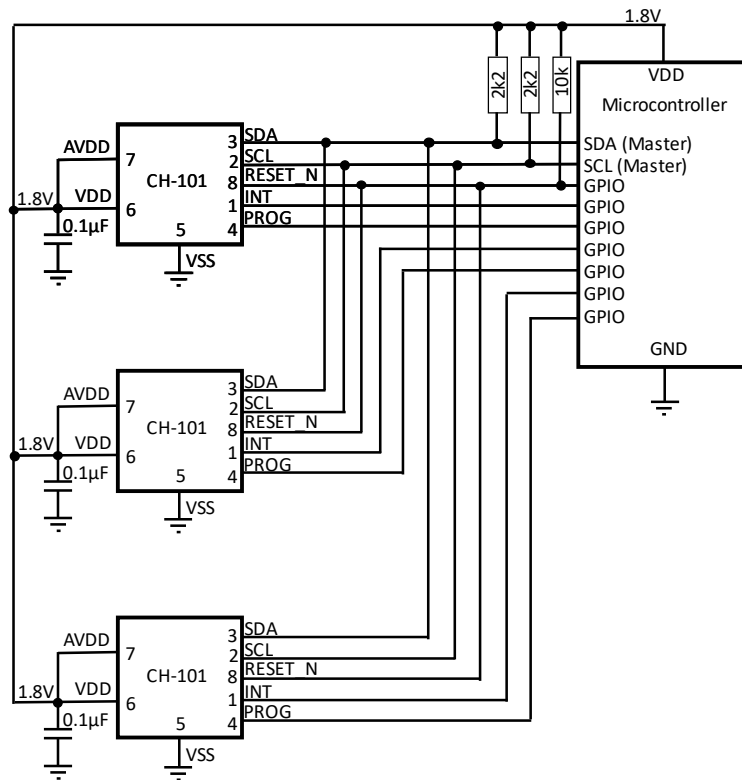 1.8V
2k2
2k2
10k
VDD
Microcontroller
SDA (Master)
SCL (Master)
GPIO
GPIO
GPIO
GPIO
GPIO
GPIO
GPIO
GND
AVDD
7
CH-101
3
SDA
2
SCL
8
RESET_N
1.8V
VDD
6
1
INT
0.1µF
5
4
PROG
VSS
AVDD
7
CH-101
3
SDA
2
SCL
8
RESET_N
1.8V
VDD
6
1
INT
0.1µF
5
4
PROG
VSS
AVDD
7
CH-101
3
SDA
2
SCL
8
RESET_N
1.8V
VDD
6
1
INT
0.1µF
5
4
PROG
VSS